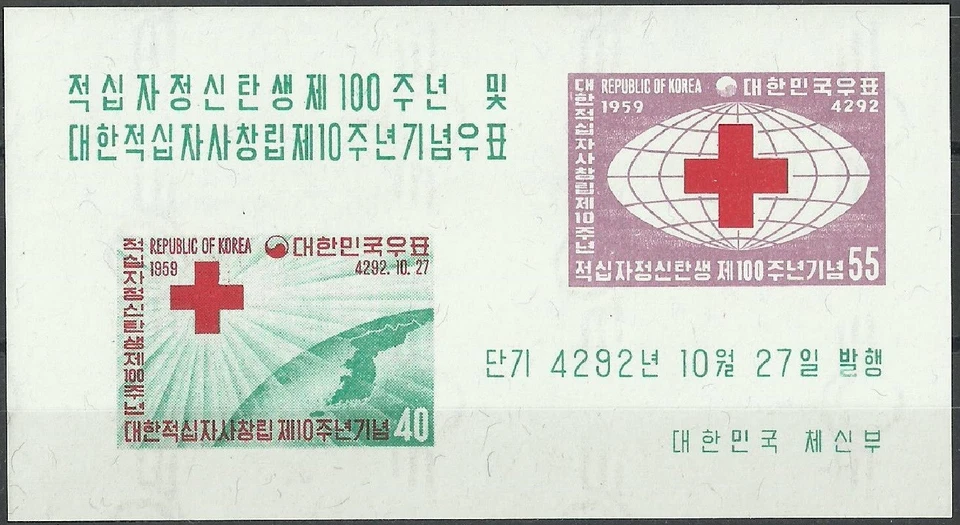 적십자정신탄생제100주년 및
대한적십자사창립제10주년기념우표
REPUBLIC OF KOREA 대한민국우표
1959 4292
대한적십자사창립제10주년
적십자정신탄생 제100주년기념 55
REPUBLIC OF KOREA 대한민국우표
1959 4292.10.27
적십자정신탄생제100주년
대한적십자사창립 제10주년기념 40
단기 4292년 10월 27일 발행
대한민국 체신부